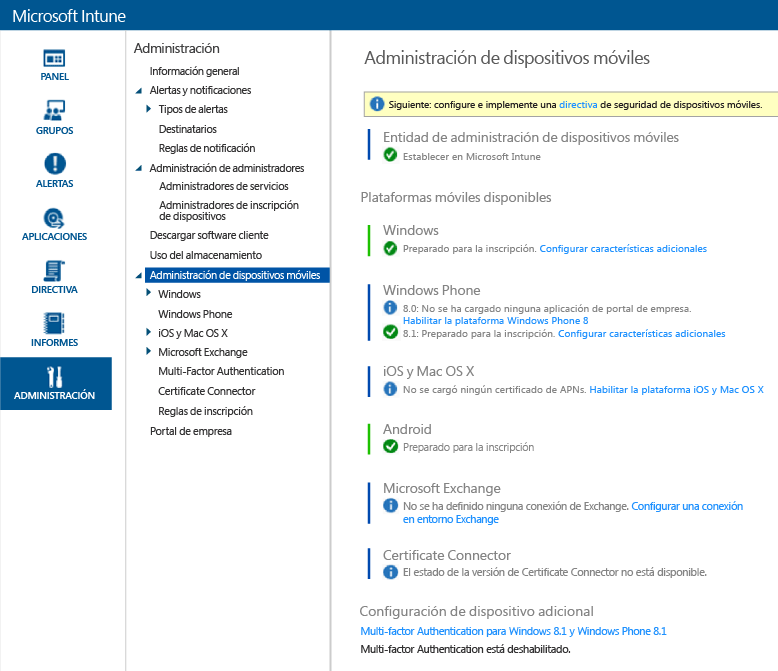 Microsoft Intune
PANEL
GRUPOS
ALERTAS
APLICACIONES
DIRECTIVA
INFORMES
ADMINISTRACIÓN
Administración
Información general
Alertas y notificaciones
Tipos de alertas
Destinatarios
Reglas de notificación
Administración de administradores
Administradores de servicios
Administradores de inscripción
de dispositivos
Descargar software cliente
Uso del almacenamiento
Administración de dispositivos móviles
Windows
Windows Phone
iOS y Mac OS X
Microsoft Exchange
Multi-Factor Authentication
Certificate Connector
Reglas de inscripción
Portal de empresa
Administración de dispositivos móviles
Siguiente: configure e implemente una directiva de seguridad de dispositivos móviles.
Entidad de administración de dispositivos móviles
Establecer en Microsoft Intune
Plataformas móviles disponibles
Windows
Preparado para la inscripción. Configurar características adicionales
Windows Phone
8.0: No se ha cargado ninguna aplicación de portal de empresa.
Habilitar la plataforma Windows Phone 8
8.1: Preparado para la inscripción. Configurar características adicionales
iOS y Mac OS X
No se cargó ningún certificado de APNs. Habilitar la plataforma iOS y Mac OS X
Android
Preparado para la inscripción
Microsoft Exchange
No se ha definido ninguna conexión de Exchange. Configurar una conexión
en entorno Exchange
Certificate Connector
El estado de la versión de Certificate Connector no está disponible.
Configuración de dispositivo adicional
Multi-factor Authentication para Windows 8.1 y Windows Phone 8.1
Multi-factor Authentication está deshabilitado.